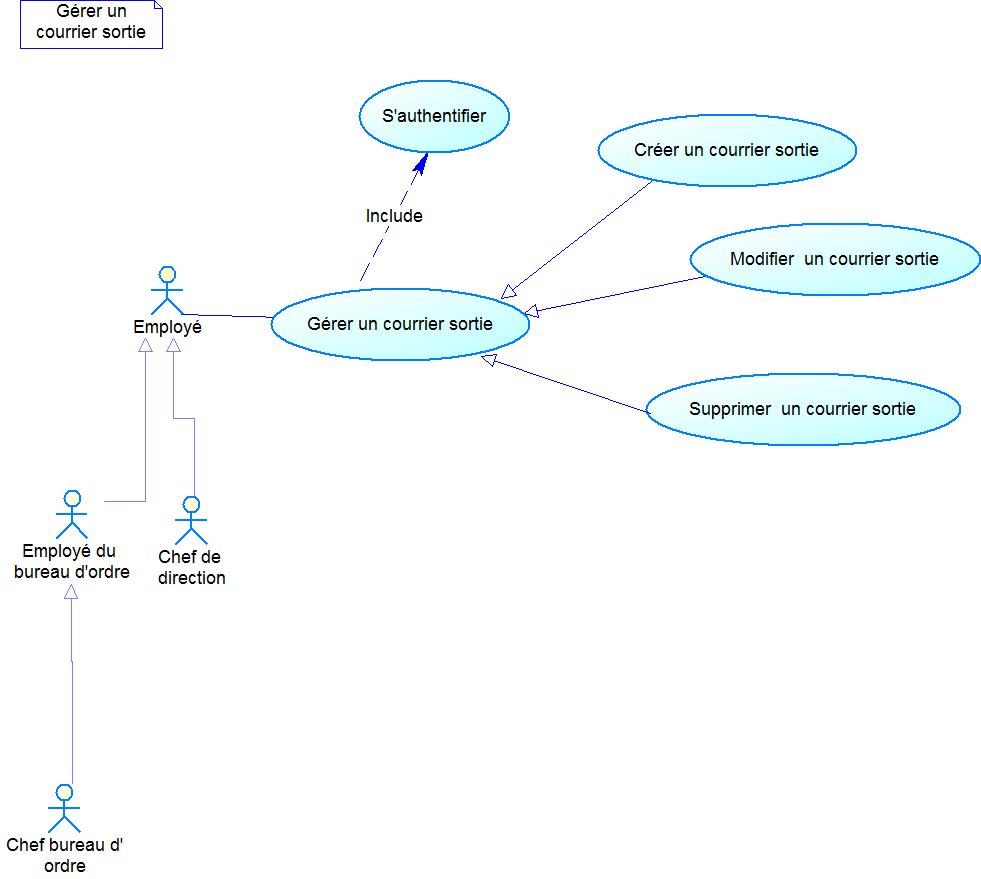 Gérer un
courrier sortie
S'authentifier
Créer un courrier sortie
Include
Modifier  un courrier sortie
Employé
Gérer un courrier sortie
Supprimer  un courrier sortie
Employé du
bureau d'ordre
Chef de
direction
Chef bureau d'
ordre